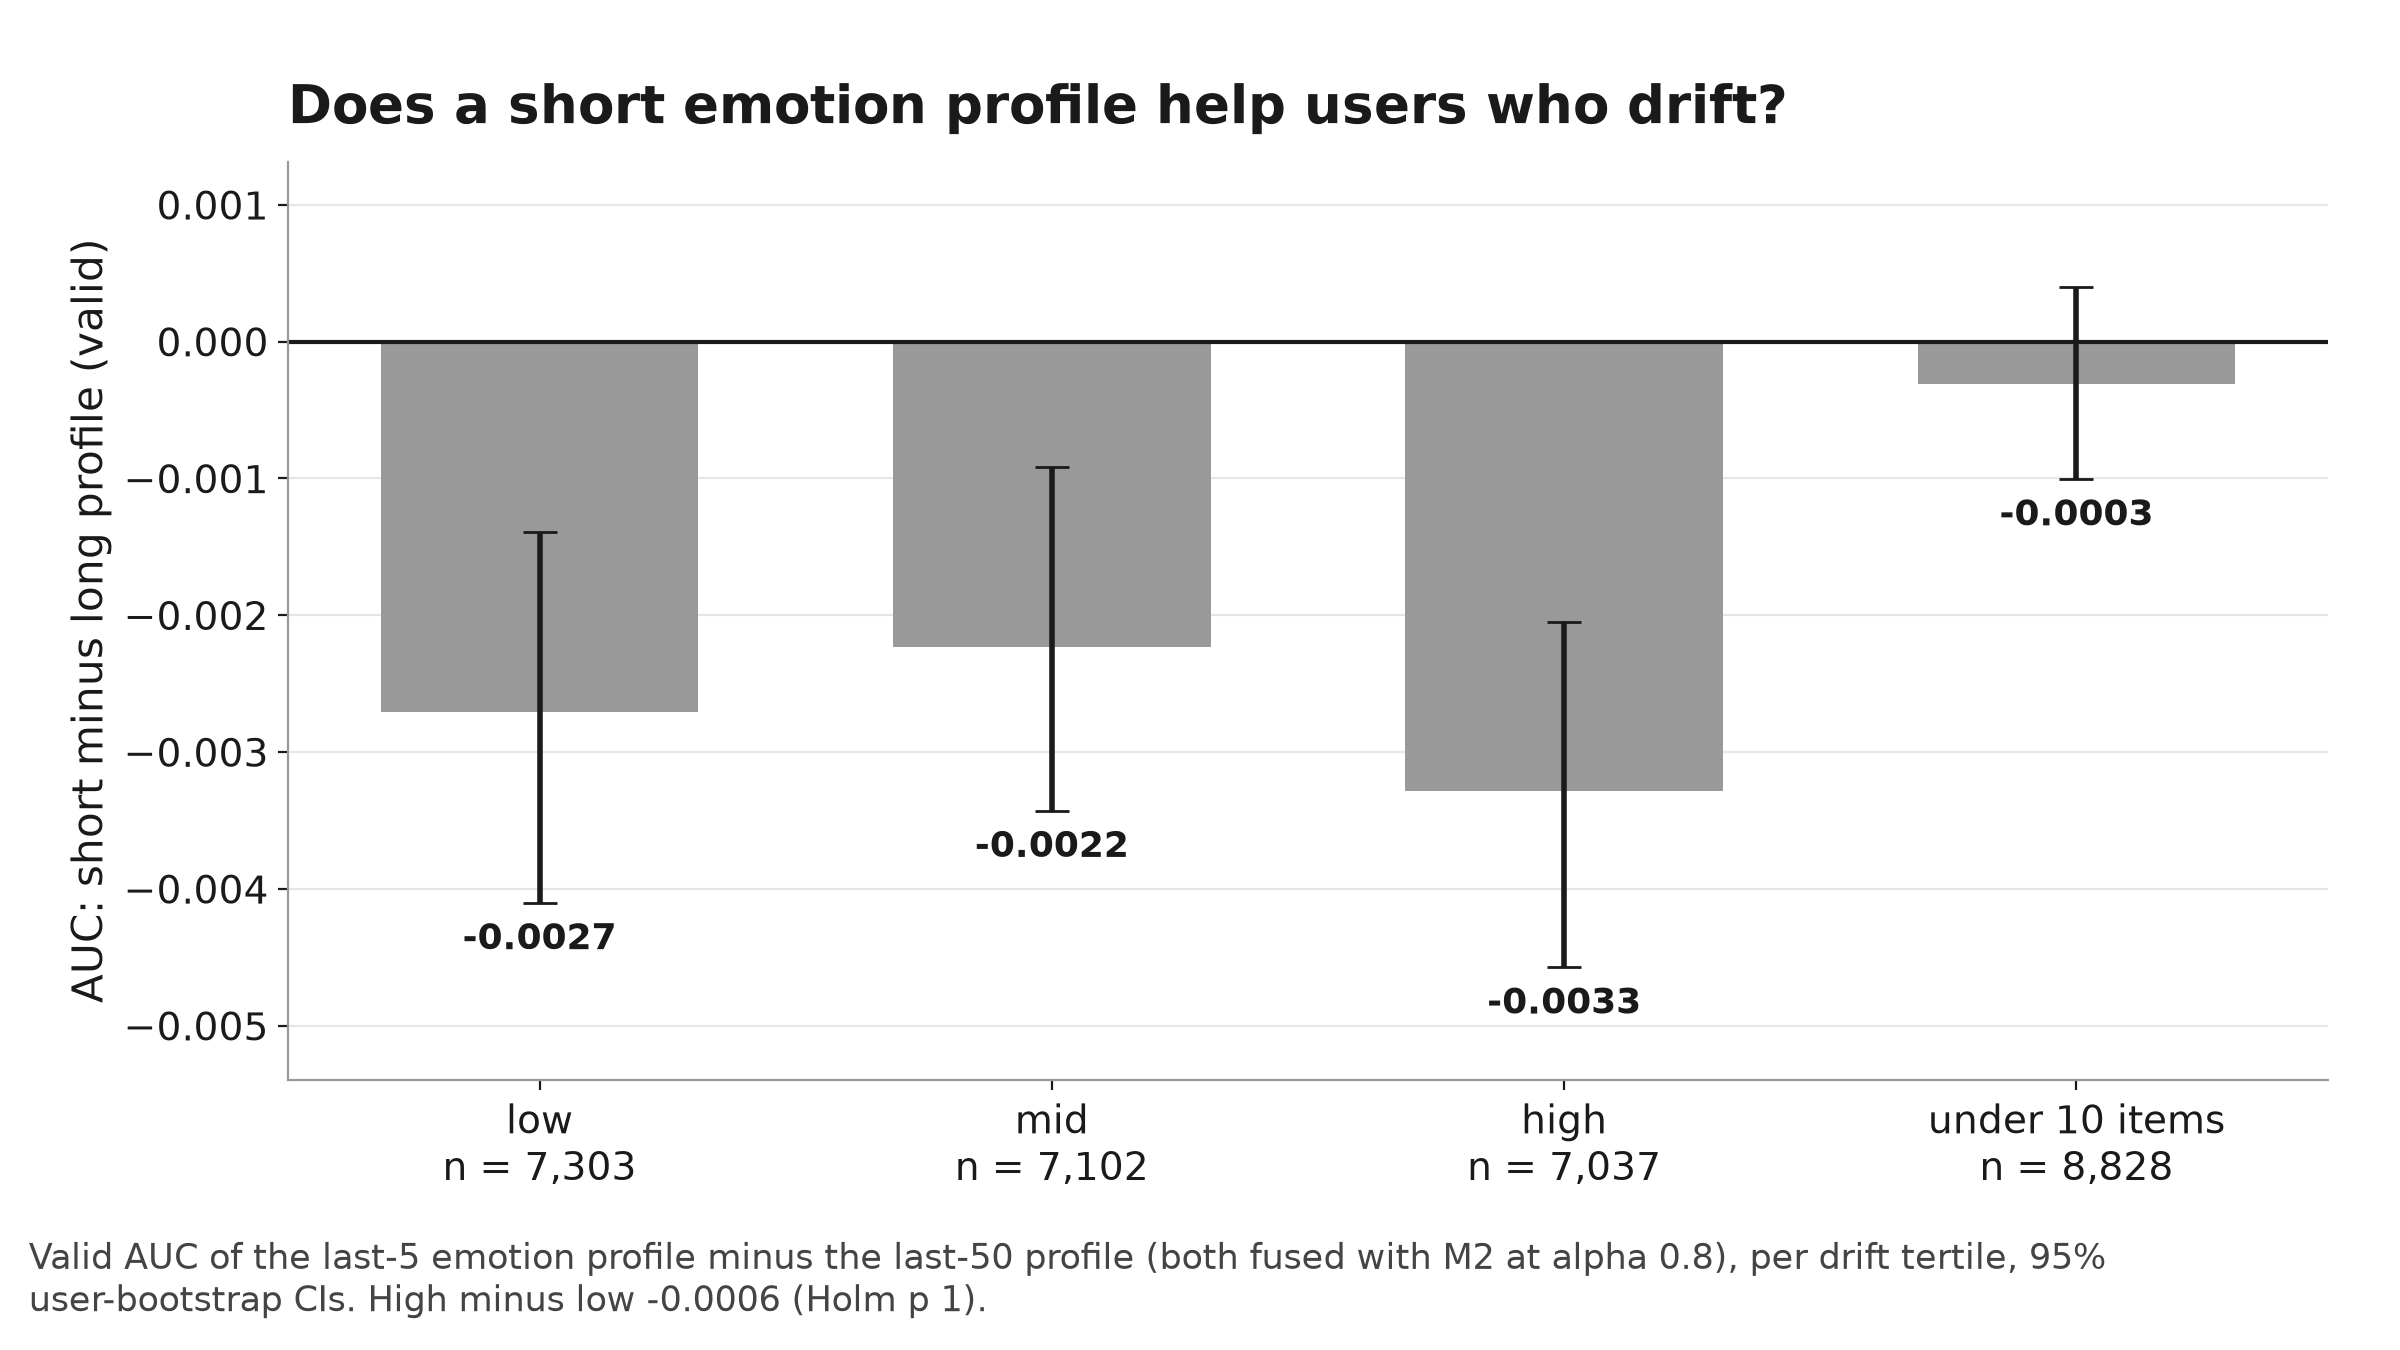 Does a short emotion profile help users who drift?
AUC: short minus long profile (valid)
0.001
0.000
−0.001
−0.002
−0.003
−0.004
−0.005
-0.0027
-0.0022
-0.0033
-0.0003
low
n = 7,303
mid
n = 7,102
high
n = 7,037
under 10 items
n = 8,828
Valid AUC of the last-5 emotion profile minus the last-50 profile (both fused with M2 at alpha 0.8), per drift tertile, 95%
user-bootstrap CIs. High minus low -0.0006 (Holm p 1).